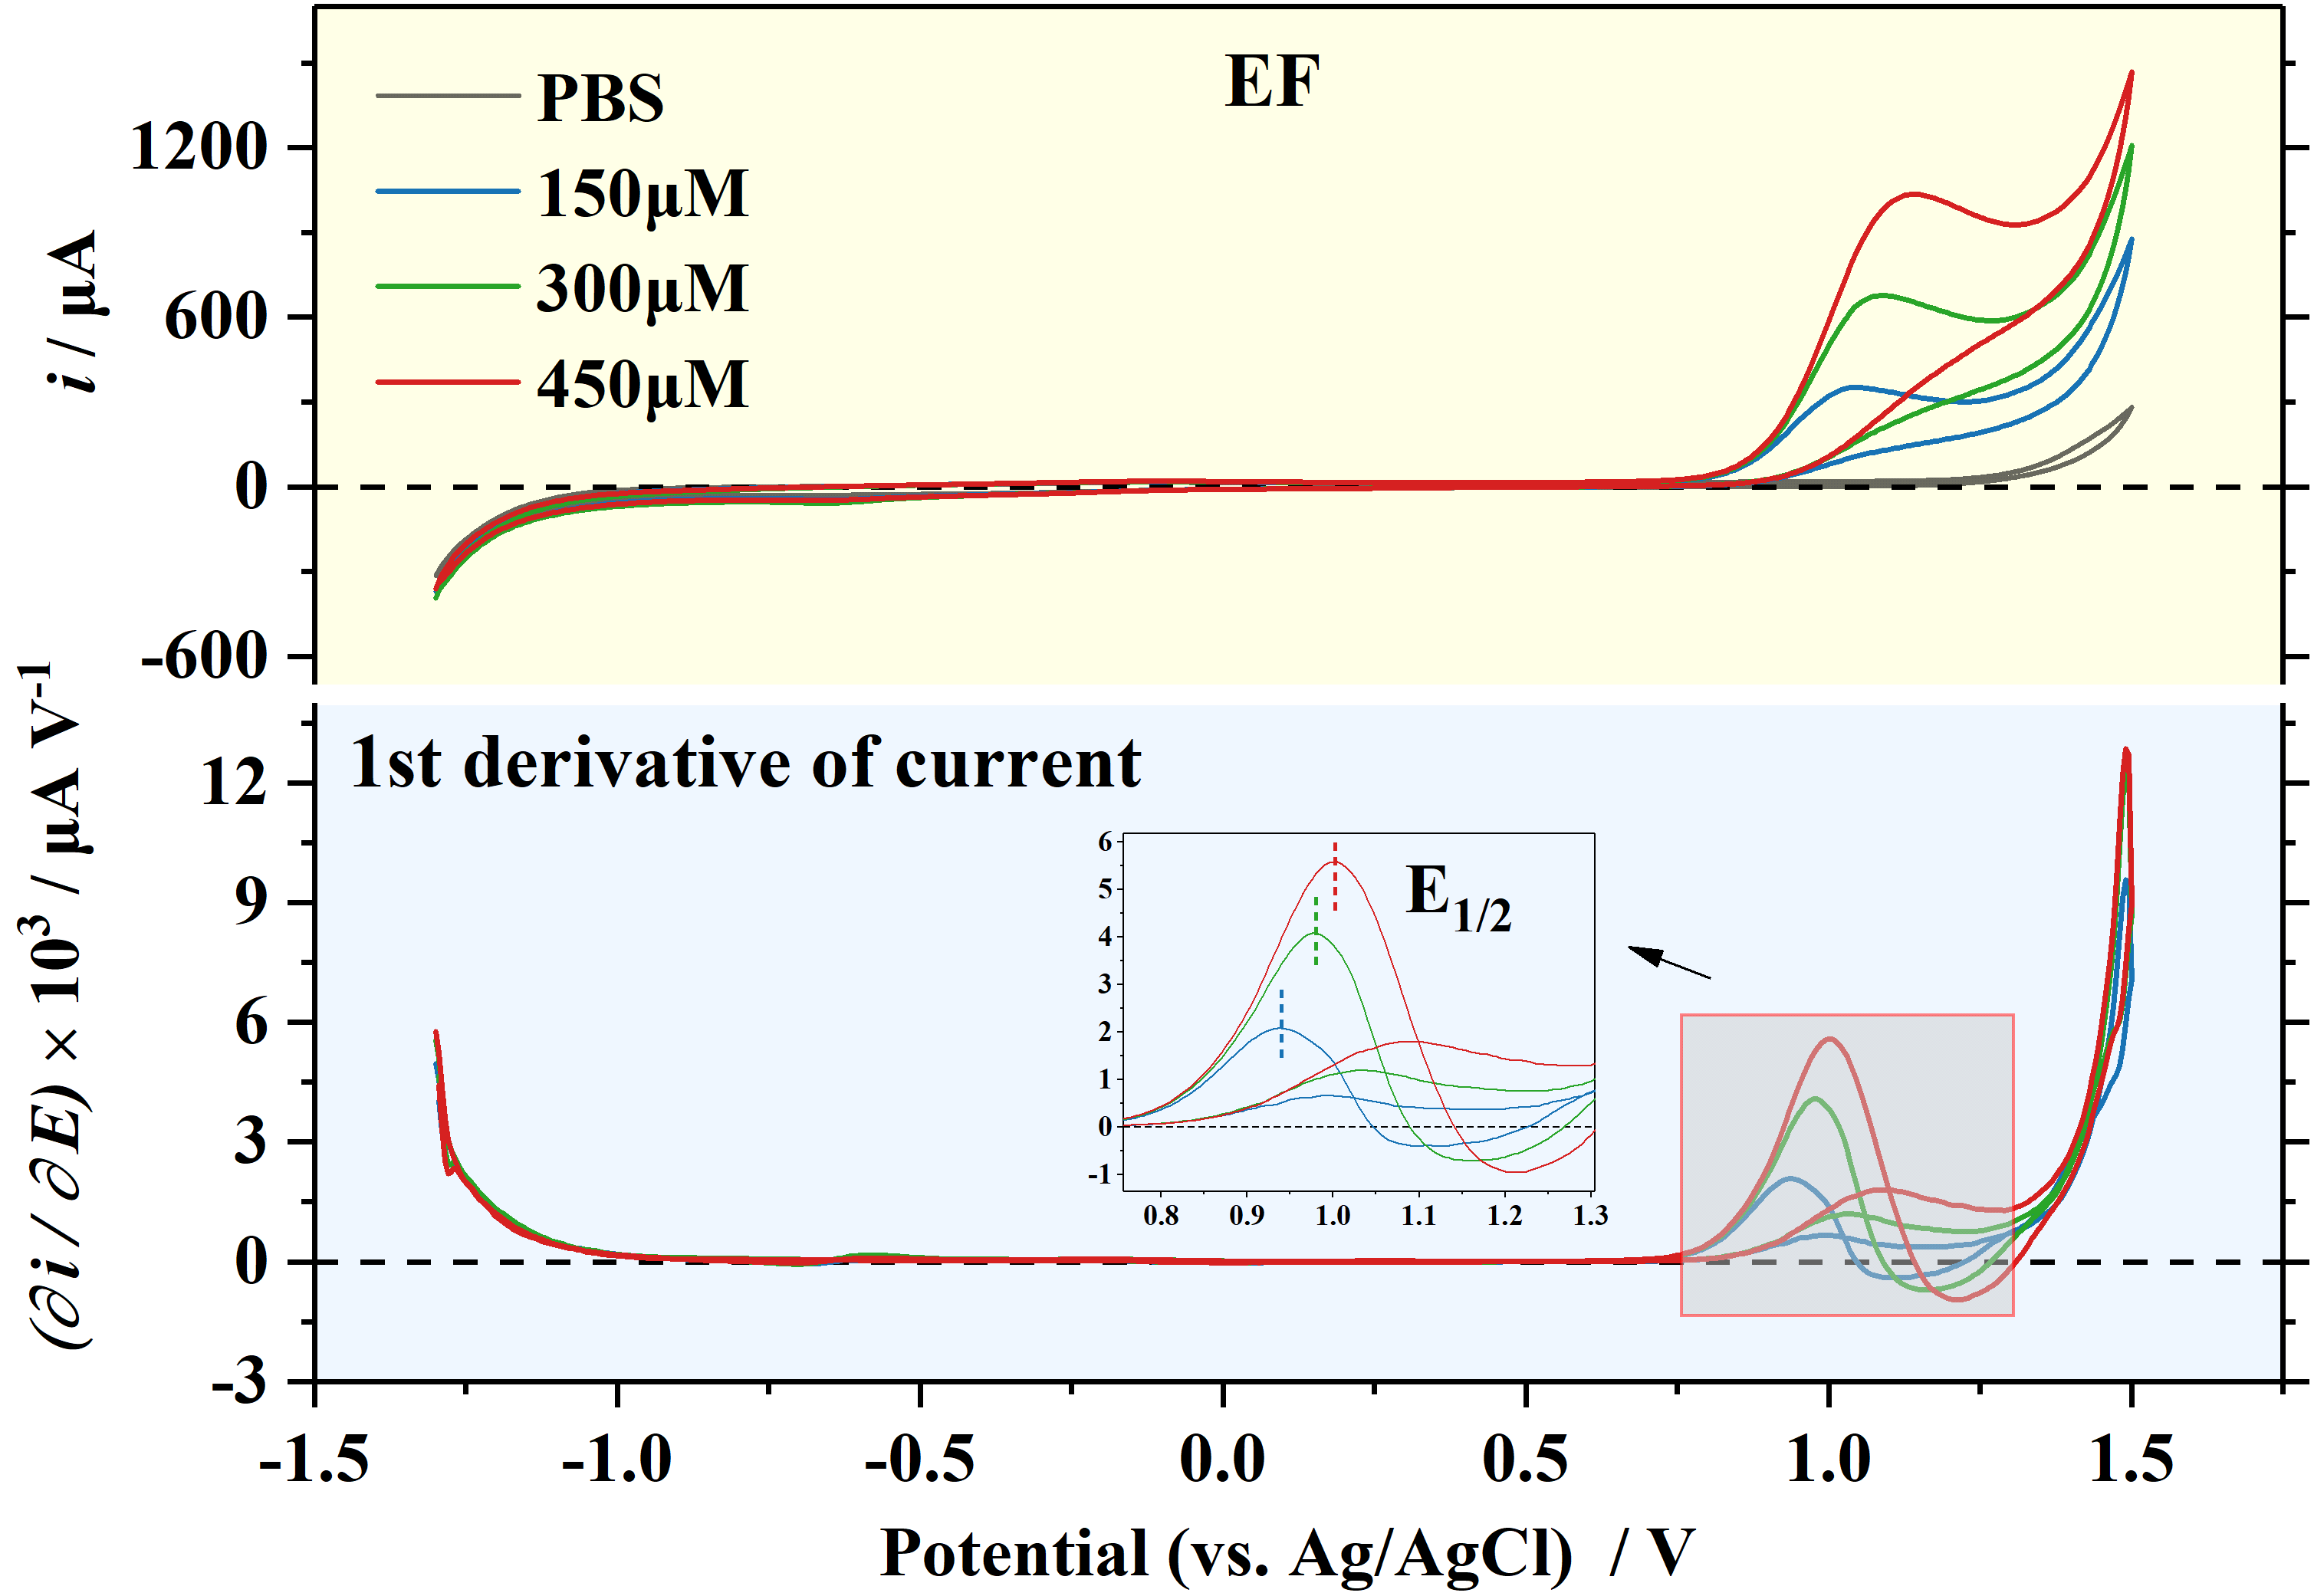 EF
PBS
150μM
300μM
450μM
1200
600
0
-600
i / μA
1st derivative of current
12
9
6
3
0
-3
(∂i / ∂E) × 10³ / μA V⁻¹
E1/2
6
5
4
3
2
1
0
-1
0.8 0.9 1.0 1.1 1.2 1.3
-1.5 -1.0 -0.5 0.0 0.5 1.0 1.5
Potential (vs. Ag/AgCl) / V